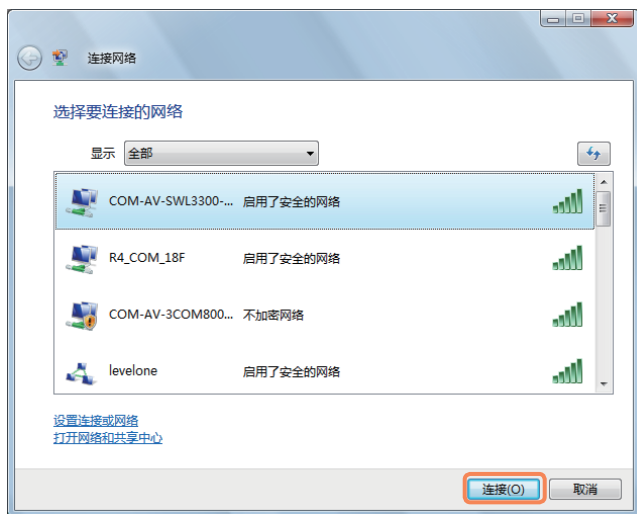 连接网络
选择要连接的网络
显示 全部
COM-AV-SWL3300-... 启用了安全的网络
R4_COM_18F 启用了安全的网络
COM-AV-3COM800... 不加密网络
levelone 启用了安全的网络
设置连接或网络
打开网络和共享中心
连接(O) 取消